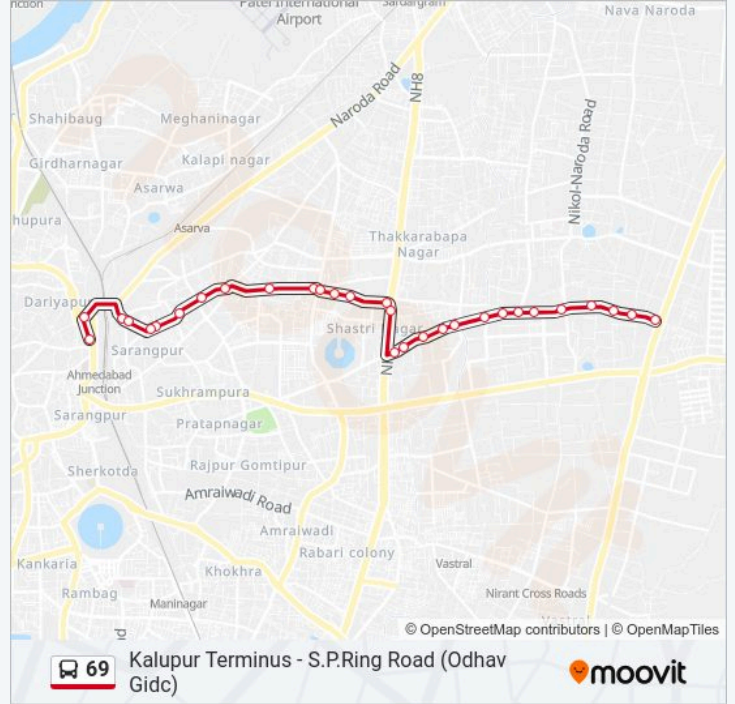 Patel International
Airport
Sardargram
Nava Naroda
NH8
Naroda Road
Nikol-Naroda Road
Shahibaug
Meghaninagar
Girdharnagar
Kalapi nagar
Asarwa
hupura
Asarva
Thakkarabapa
Nagar
Dariyapu
Shastri Nagar
Sarangpur
Ahmedabad
Junction
Sukhrampura
Sarangpur
Pratapnagar
Rajpur Gomtipur
Sherkotda
Amraiwadi Road
Amraiwadi
Rabari colony
Kankaria
Khokhra
Vastral
Rambag
Maninagar
Nirant Cross Roads
© OpenStreetMap contributors | © OpenMapTiles
69
Kalupur Terminus - S.P.Ring Road (Odhav
Gidc)
moovit